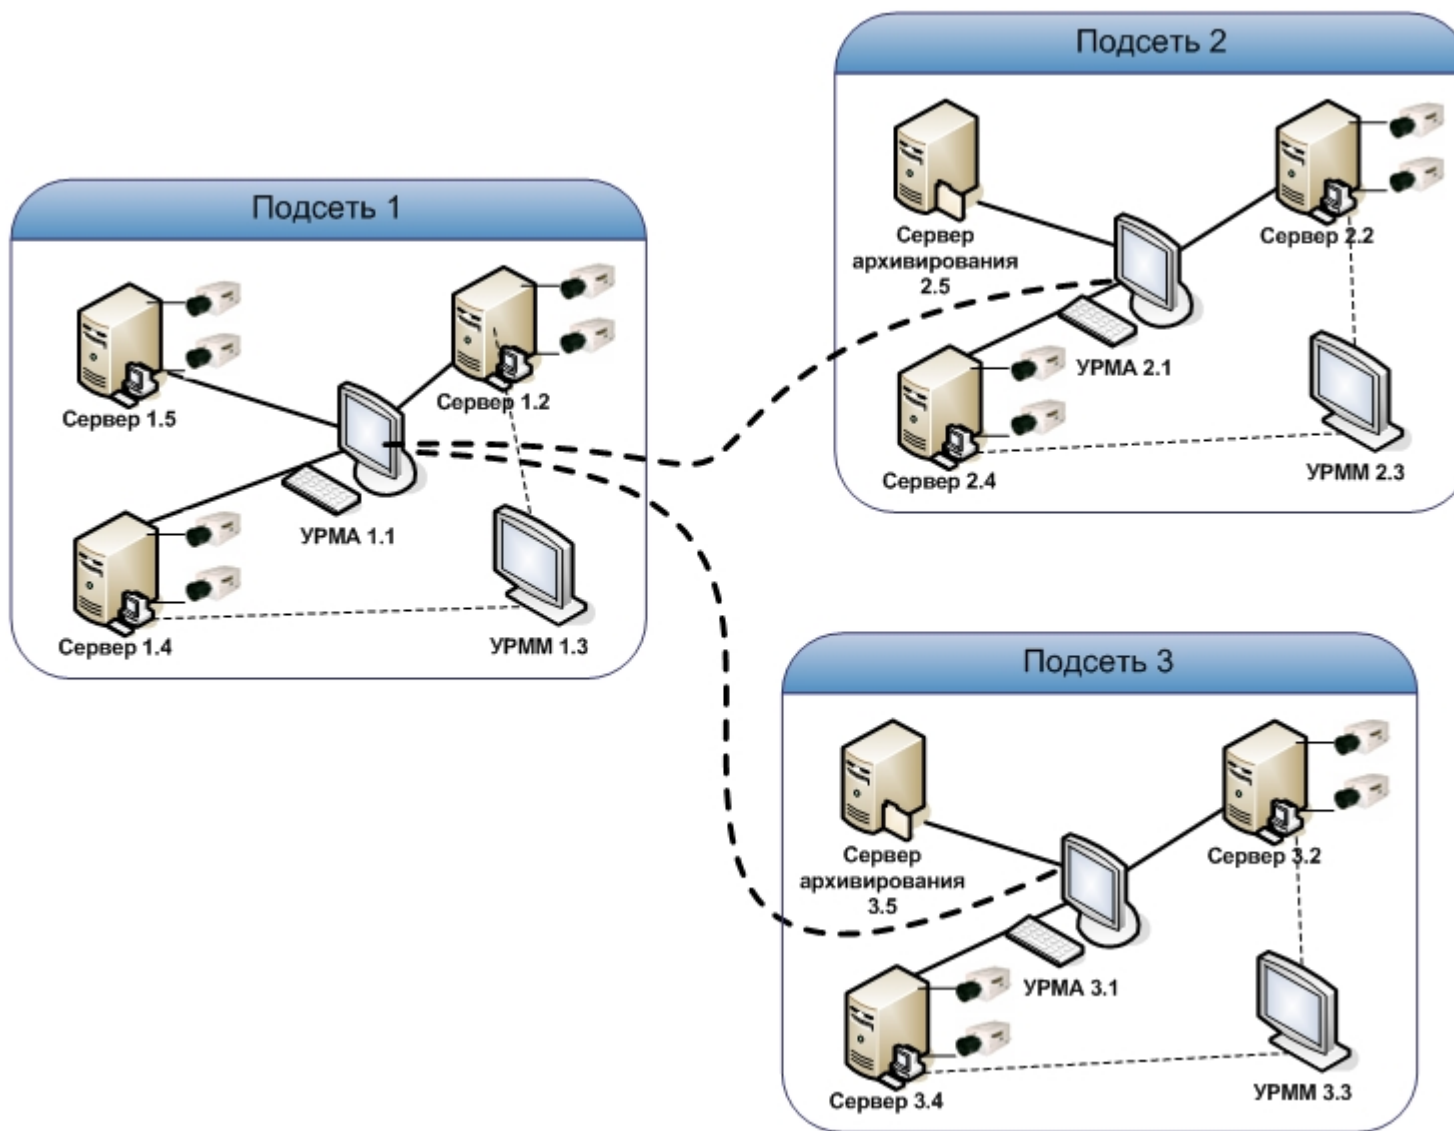 Подсеть 1
Сервер 1.5
Сервер 1.2
УРМА 1.1
Сервер 1.4
УРММ 1.3
Подсеть 2
Сервер
архивирования
2.5
Сервер 2.2
УРМА 2.1
Сервер 2.4
УРММ 2.3
Подсеть 3
Сервер
архивирования
3.5
Сервер 3.2
УРМА 3.1
Сервер 3.4
УРММ 3.3